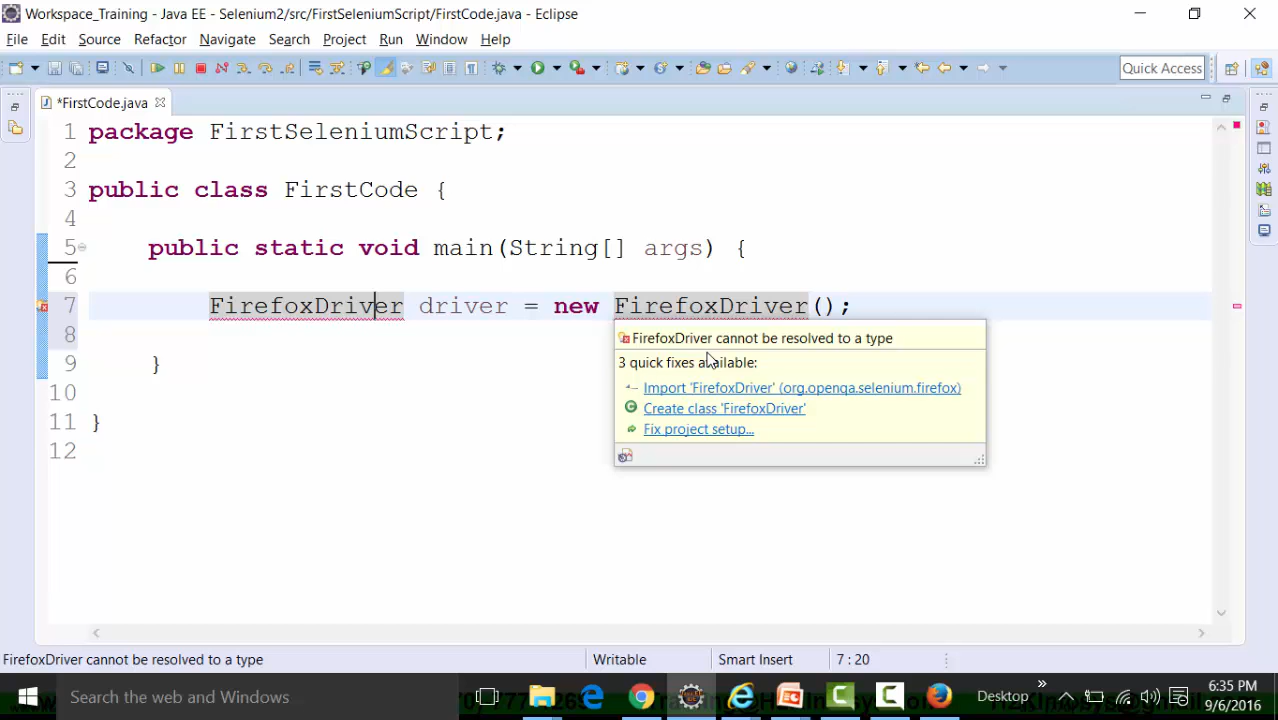 Workspace_Training - Java EE - Selenium2/src/FirstSeleniumScript/FirstCode.java - Eclipse
File Edit Source Refactor Navigate Search Project Run Window Help
Quick Access
*FirstCode.java
1 package FirstSeleniumScript;
2
3 public class FirstCode {
4
5 public static void main(String[] args) {
6
7 FirefoxDriver driver = new FirefoxDriver();
8
9 }
10
11 }
12
FirefoxDriver cannot be resolved to a type
3 quick fixes available:
Import 'FirefoxDriver' (org.openqa.selenium.firefox)
Create class 'FirefoxDriver'
Fix project setup...
FirefoxDriver cannot be resolved to a type Writable Smart Insert 7 : 20
Search the web and Windows
Desktop
6:35 PM
9/6/2016